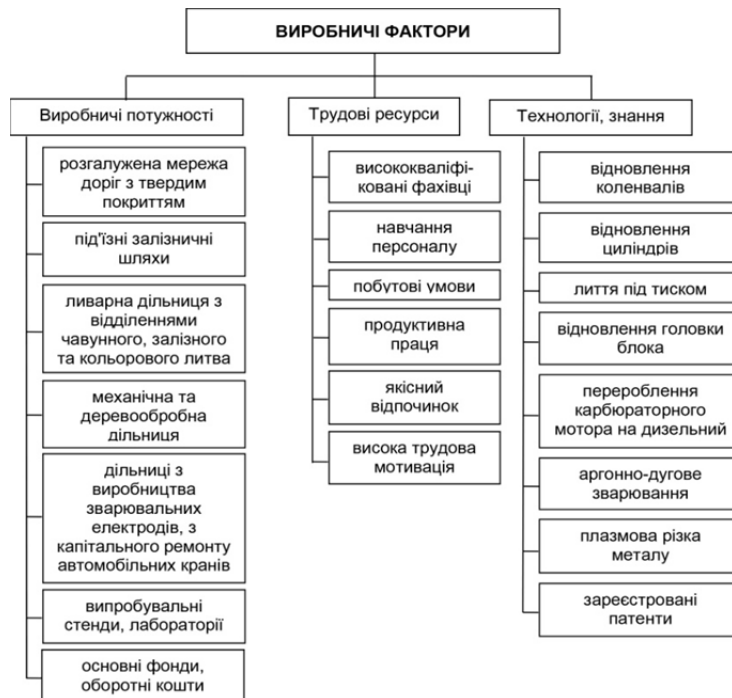 ВИРОБНИЧІ ФАКТОРИ
Виробничі потужності
розгалужена мережа
доріг з твердим
покриттям
під'їзні залізничні
шляхи
ливарна дільниця з
відділеннями
чавунного, залізного
та кольорового литва
механічна та
деревообробна
дільниця
дільниці з
виробництва
зварювальних
електродів, з
капітального ремонту
автомобільних кранів
випробувальні
стенди, лабораторії
основні фонди,
оборотні кошти
Трудові ресурси
висококваліфі-
ковані фахівці
навчання
персоналу
побутові умови
продуктивна
праця
якісний
відпочинок
висока трудова
мотивація
Технології, знання
відновлення
коленвалів
відновлення
циліндрів
лиття під тиском
відновлення головки
блока
перероблення
карбюраторного
мотора на дизельний
аргонно-дугове
зварювання
плазмова різка
металу
зареєстровані
патенти